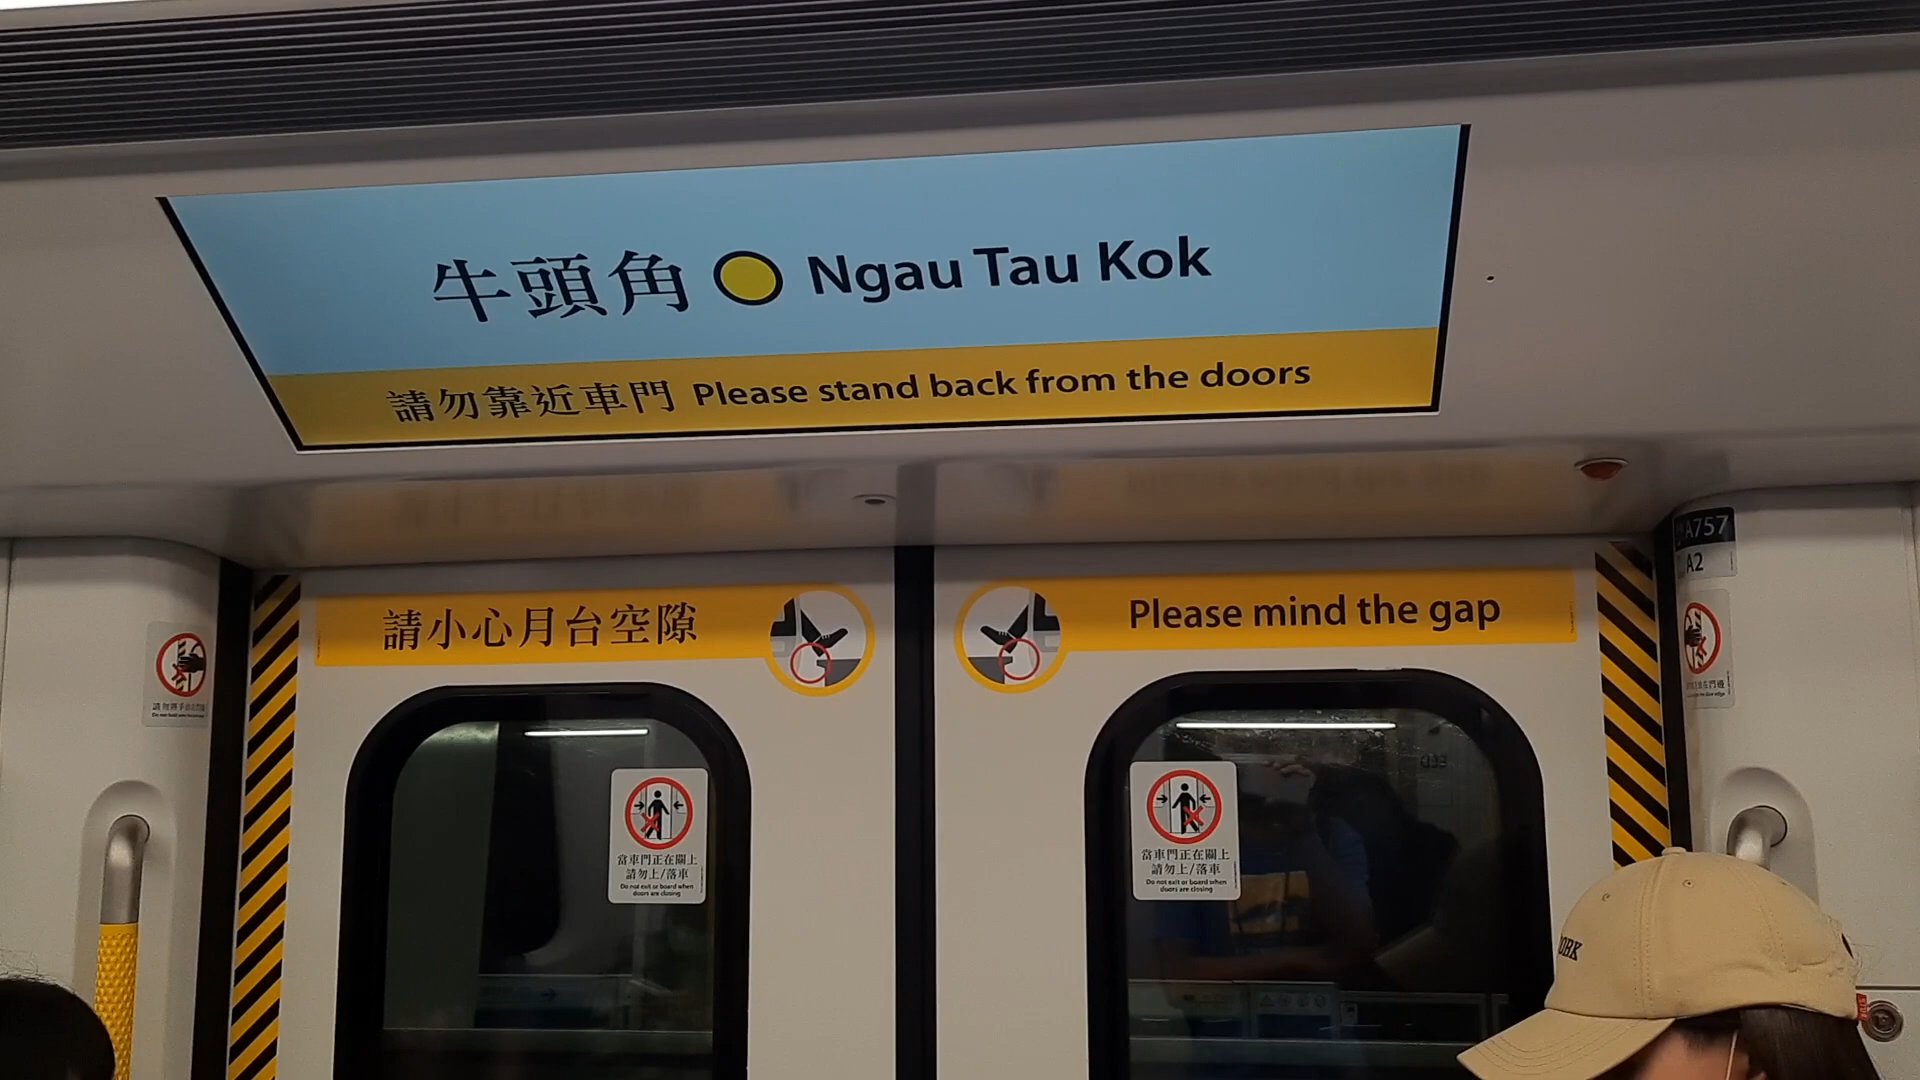 牛頭角 Ngau Tau Kok
請勿靠近車門 Please stand back from the doors
請小心月台空隙
Please mind the gap
A757
A2
當車門正在關上
請勿上/落車
Do not exit or board when
doors are closing
當車門正在關上
請勿上/落車
Do not exit or board when
doors are closing